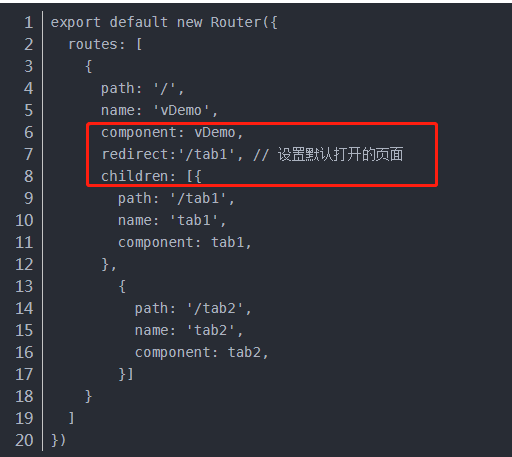 1 export default new Router({
2   routes: [
3     {
4       path: '/',
5       name: 'vDemo',
6       component: vDemo,
7       redirect:'/tab1', // 设置默认打开的页面
8       children: [{
9         path: '/tab1',
10         name: 'tab1',
11         component: tab1,
12       },
13         {
14           path: '/tab2',
15           name: 'tab2',
16           component: tab2,
17         }]
18     }
19   ]
20 })